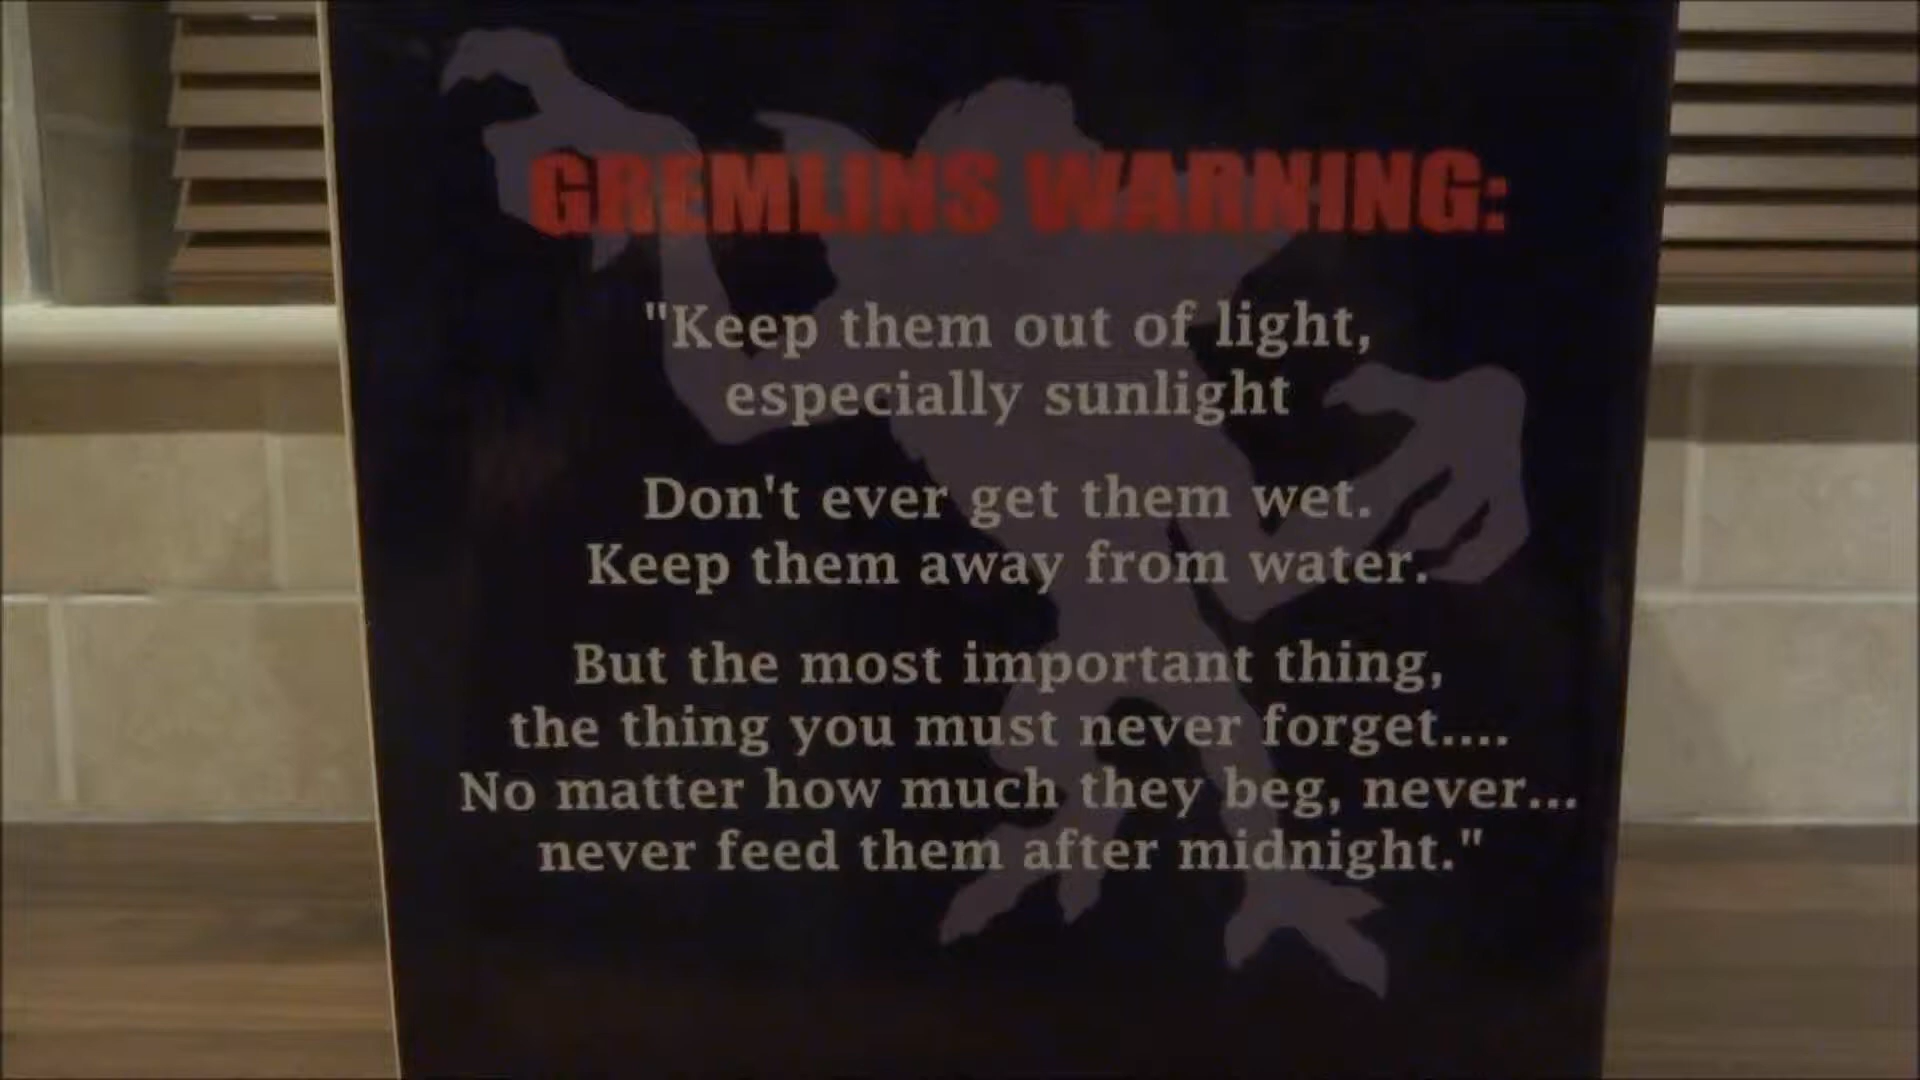 GREMLINS WARNING:
"Keep them out of light,
especially sunlight
Don't ever get them wet.
Keep them away from water.
But the most important thing,
the thing you must never forget....
No matter how much they beg, never...
never feed them after midnight."